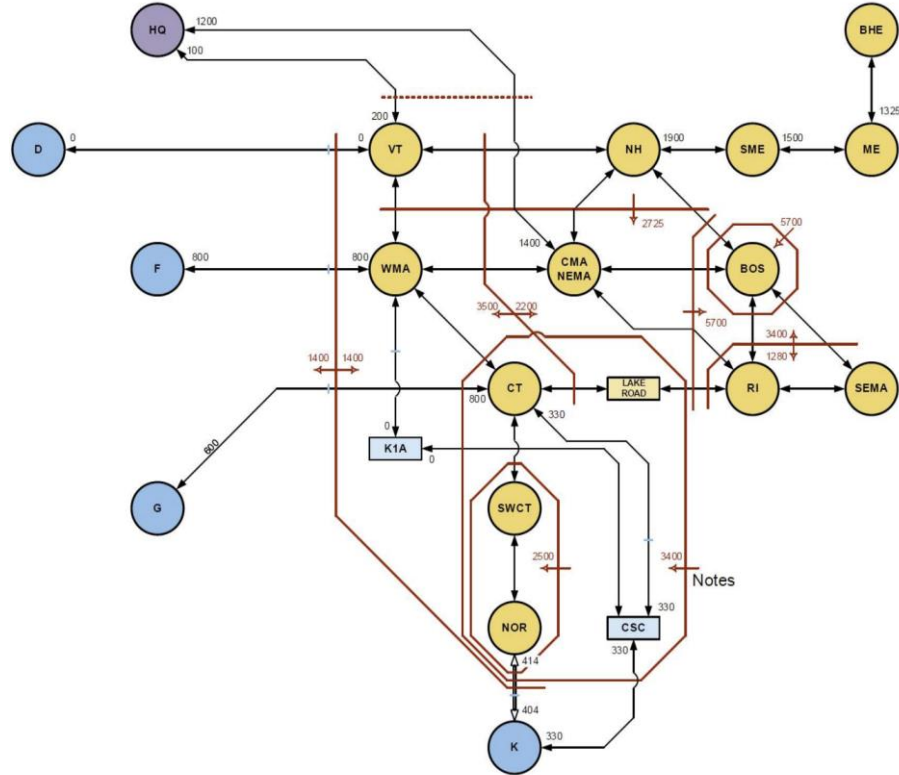 HQ
1200
BHE
100
1325
200
D
0
0
VT
NH
1900
SME
1500
ME
2725
5700
F
800
800
WMA
1400
CMA
NEMA
BOS
3500
2200
5700
3400
1280
1400
1400
CT
800
LAKE
ROAD
RI
SEMA
330
0
K1A
0
600
G
SWCT
2500
3400
Notes
330
NOR
CSC
330
414
404
K
330